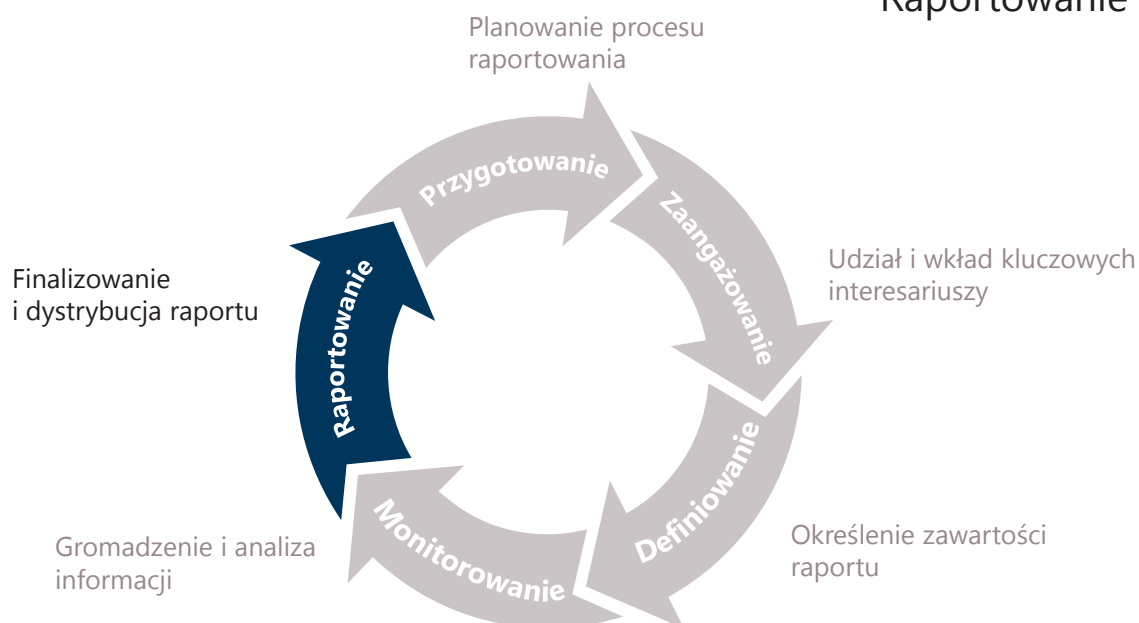 Raportowanie
Planowanie procesu
raportowania
Przygotowanie
Zaangażowanie
Udział i wkład kluczowych
interesariuszy
Finalizowanie
i dystrybucja raportu
Raportowanie
Definiowanie
Określenie zawartości
raportu
Monitorowanie
Gromadzenie i analiza
informacji